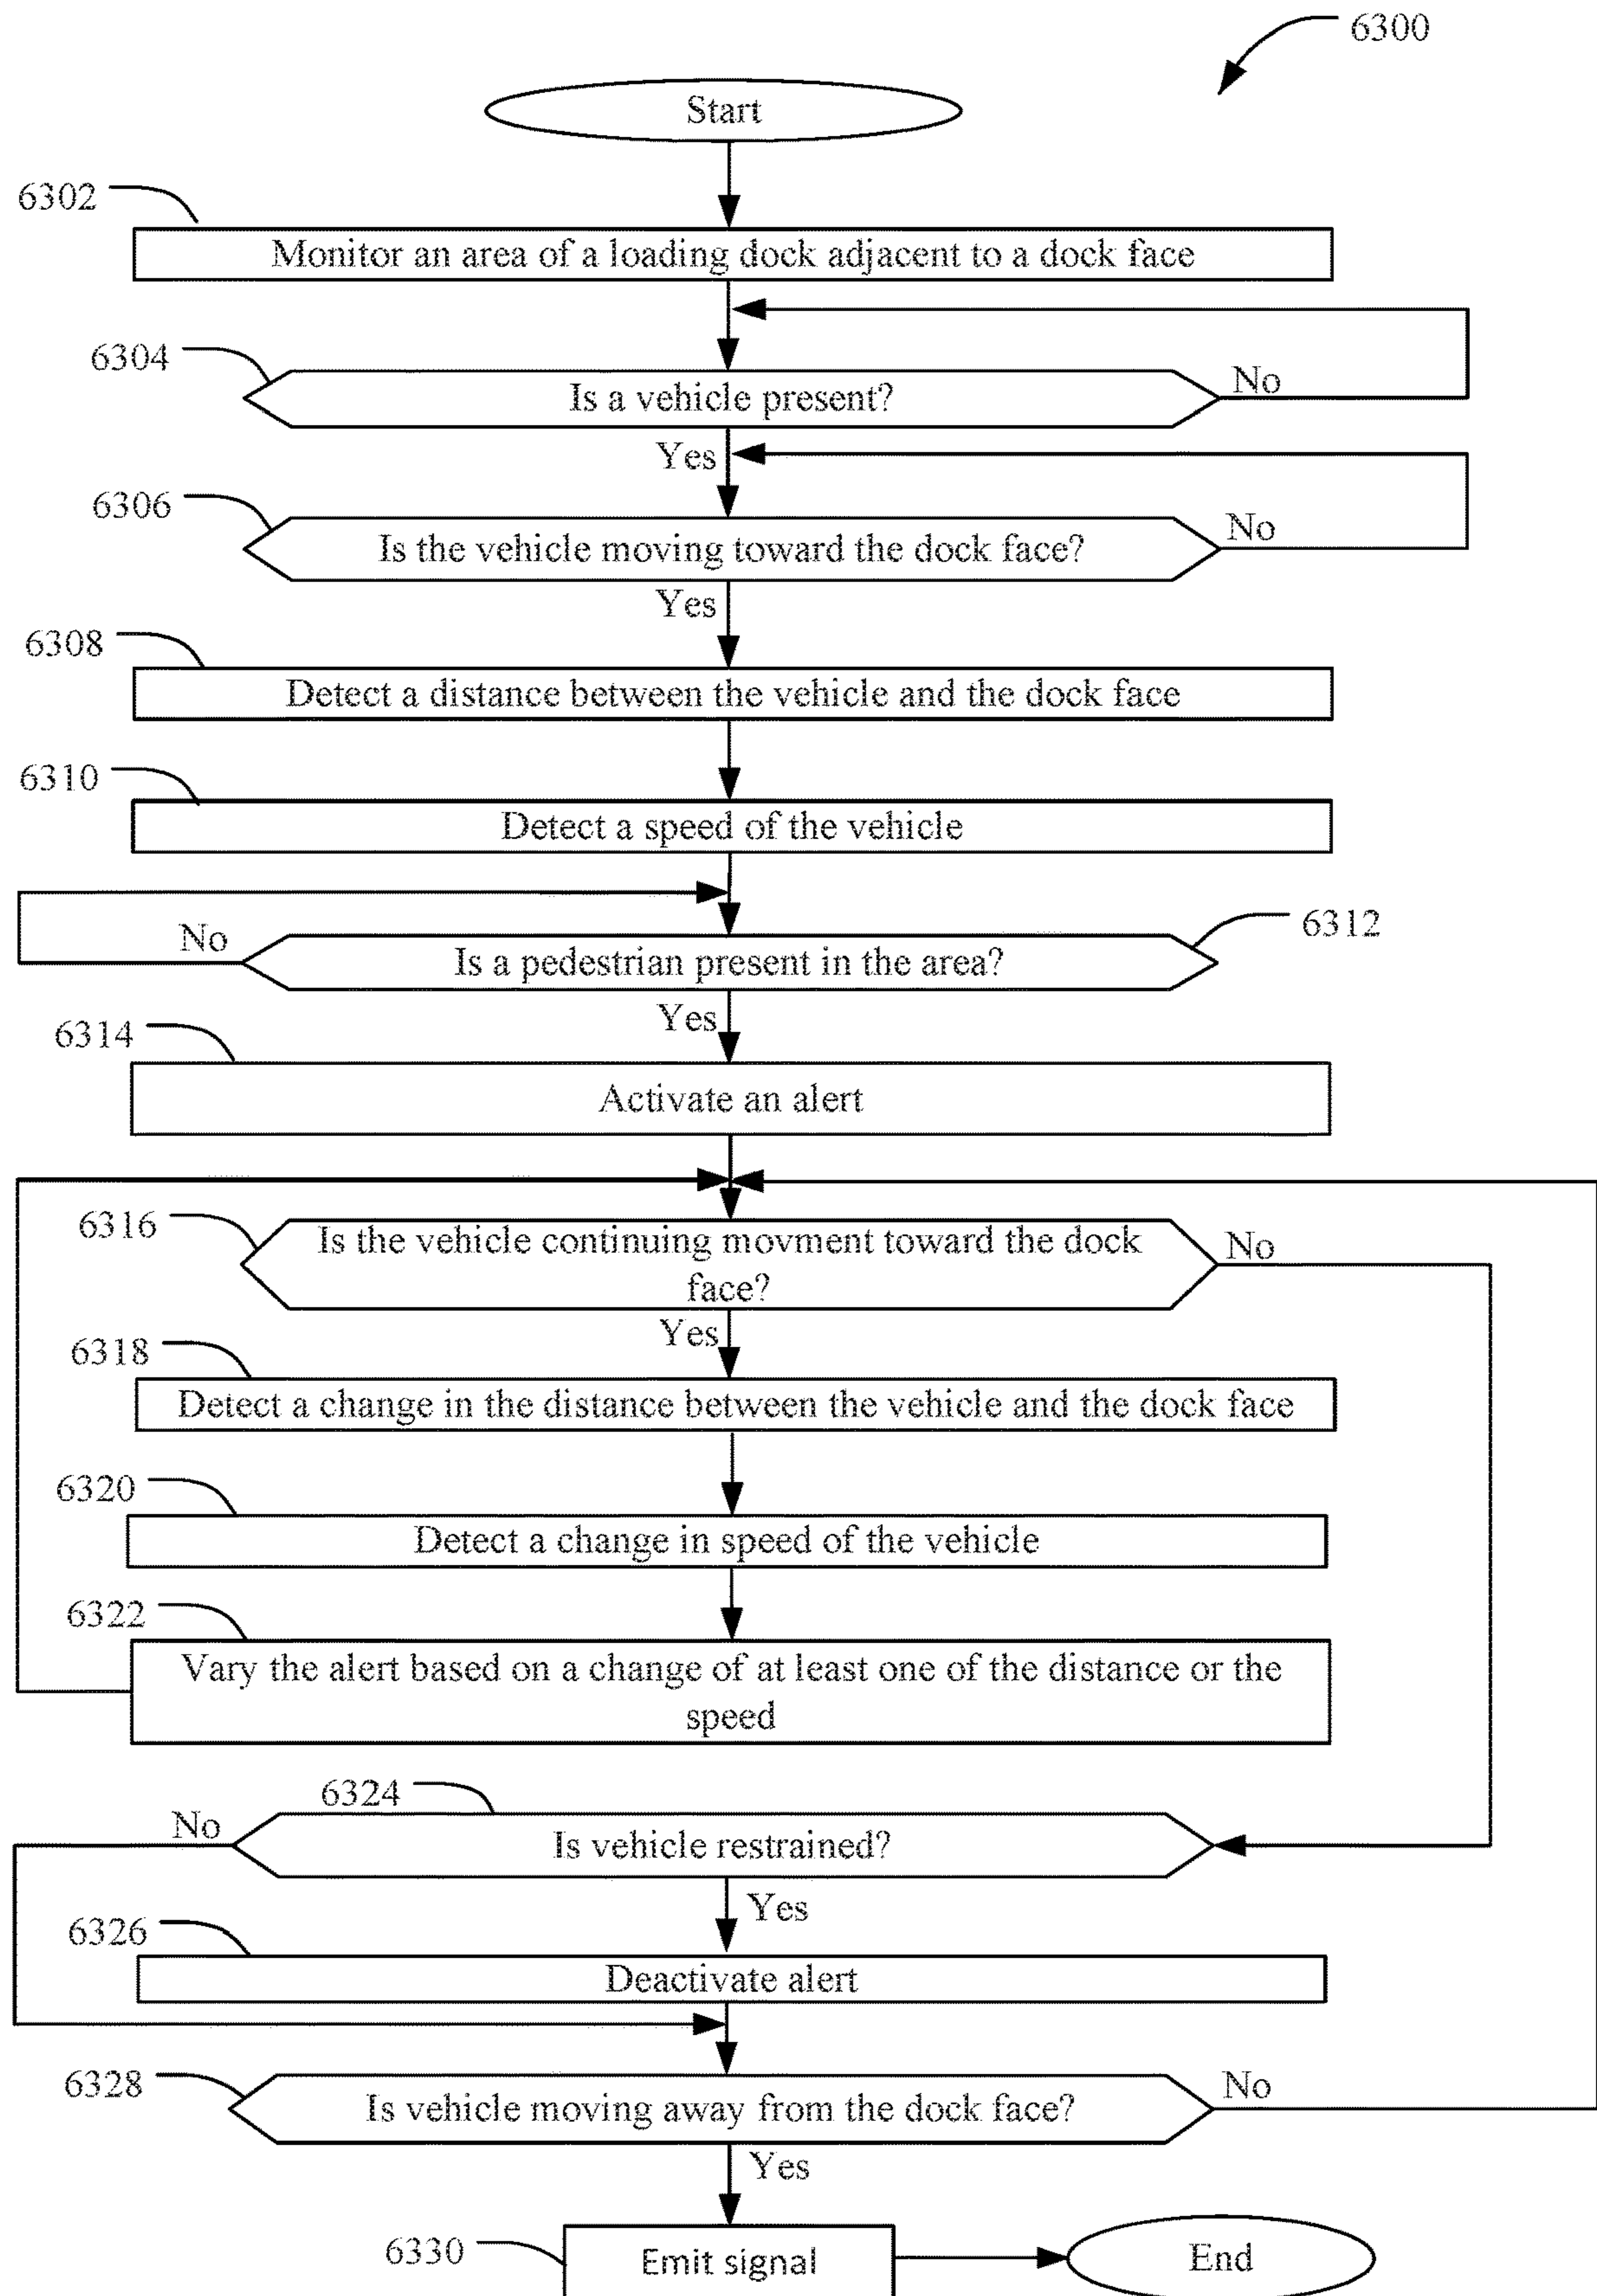 6300
Start
6302
Monitor an area of a loading dock adjacent to a dock face
6304
Is a vehicle present?
No
Yes
6306
Is the vehicle moving toward the dock face?
No
Yes
6308
Detect a distance between the vehicle and the dock face
6310
Detect a speed of the vehicle
6312
No
Is a pedestrian present in the area?
Yes
6314
Activate an alert
6316
Is the vehicle continuing movment toward the dock
face?
No
Yes
6318
Detect a change in the distance between the vehicle and the dock face
6320
Detect a change in speed of the vehicle
6322
Vary the alert based on a change of at least one of the distance or the
speed
6324
No
Is vehicle restrained?
Yes
6326
Deactivate alert
6328
Is vehicle moving away from the dock face?
No
Yes
6330
Emit signal
End